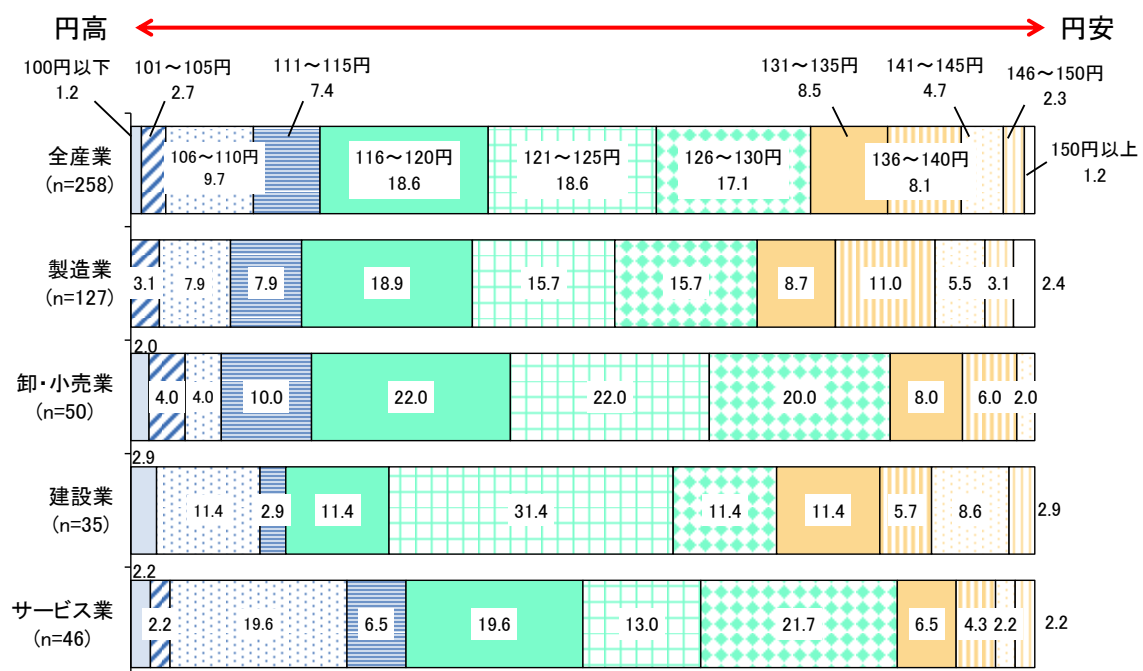 円高 円安
100円以下 101～105円 111～115円 131～135円 141～145円 146～150円
1.2 2.7 7.4 8.5 4.7 2.3
全産業 106～110円 116～120円 121～125円 126～130円 136～140円 150円以上
(n=258) 9.7 18.6 18.6 17.1 8.1 1.2
製造業
(n=127) 3.1 7.9 7.9 18.9 15.7 15.7 8.7 11.0 5.5 3.1 2.4
2.0
卸・小売業
(n=50) 4.0 4.0 10.0 22.0 22.0 20.0 8.0 6.0 2.0
2.9
建設業
(n=35) 11.4 2.9 11.4 31.4 11.4 11.4 5.7 8.6 2.9
2.2
サービス業
(n=46) 2.2 19.6 6.5 19.6 13.0 21.7 6.5 4.3 2.2 2.2